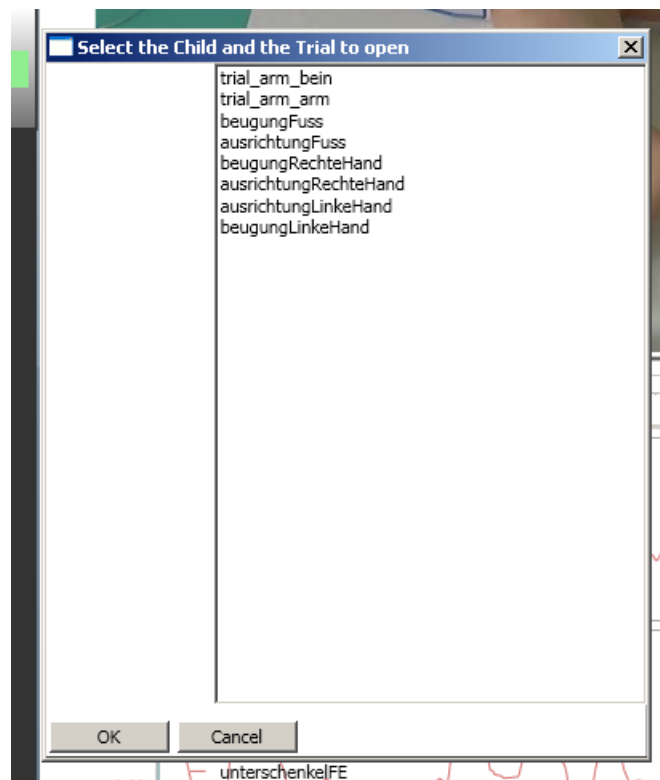 Select the Child and the Trial to open
trial_arm_bein
trial_arm_arm
beugungFuss
ausrichtungFuss
beugungRechteHand
ausrichtungRechteHand
ausrichtungLinkeHand
beugungLinkeHand
OK
Cancel
unterschenkelFE